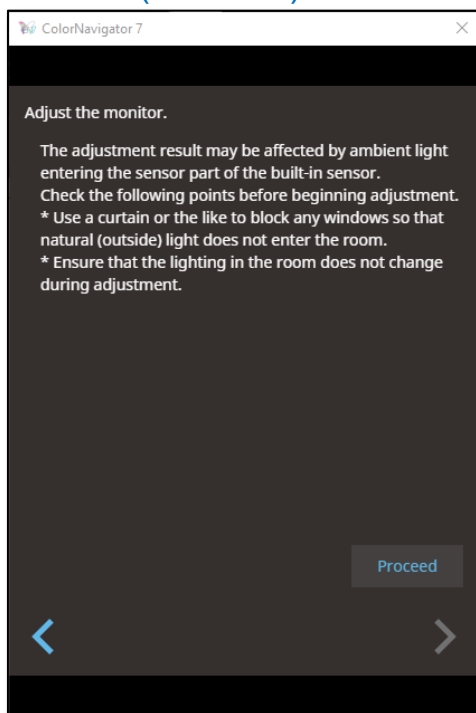 ColorNavigator 7
Adjust the monitor.
The adjustment result may be affected by ambient light
entering the sensor part of the built-in sensor.
Check the following points before beginning adjustment.
* Use a curtain or the like to block any windows so that
natural (outside) light does not enter the room.
* Ensure that the lighting in the room does not change
during adjustment.
Proceed